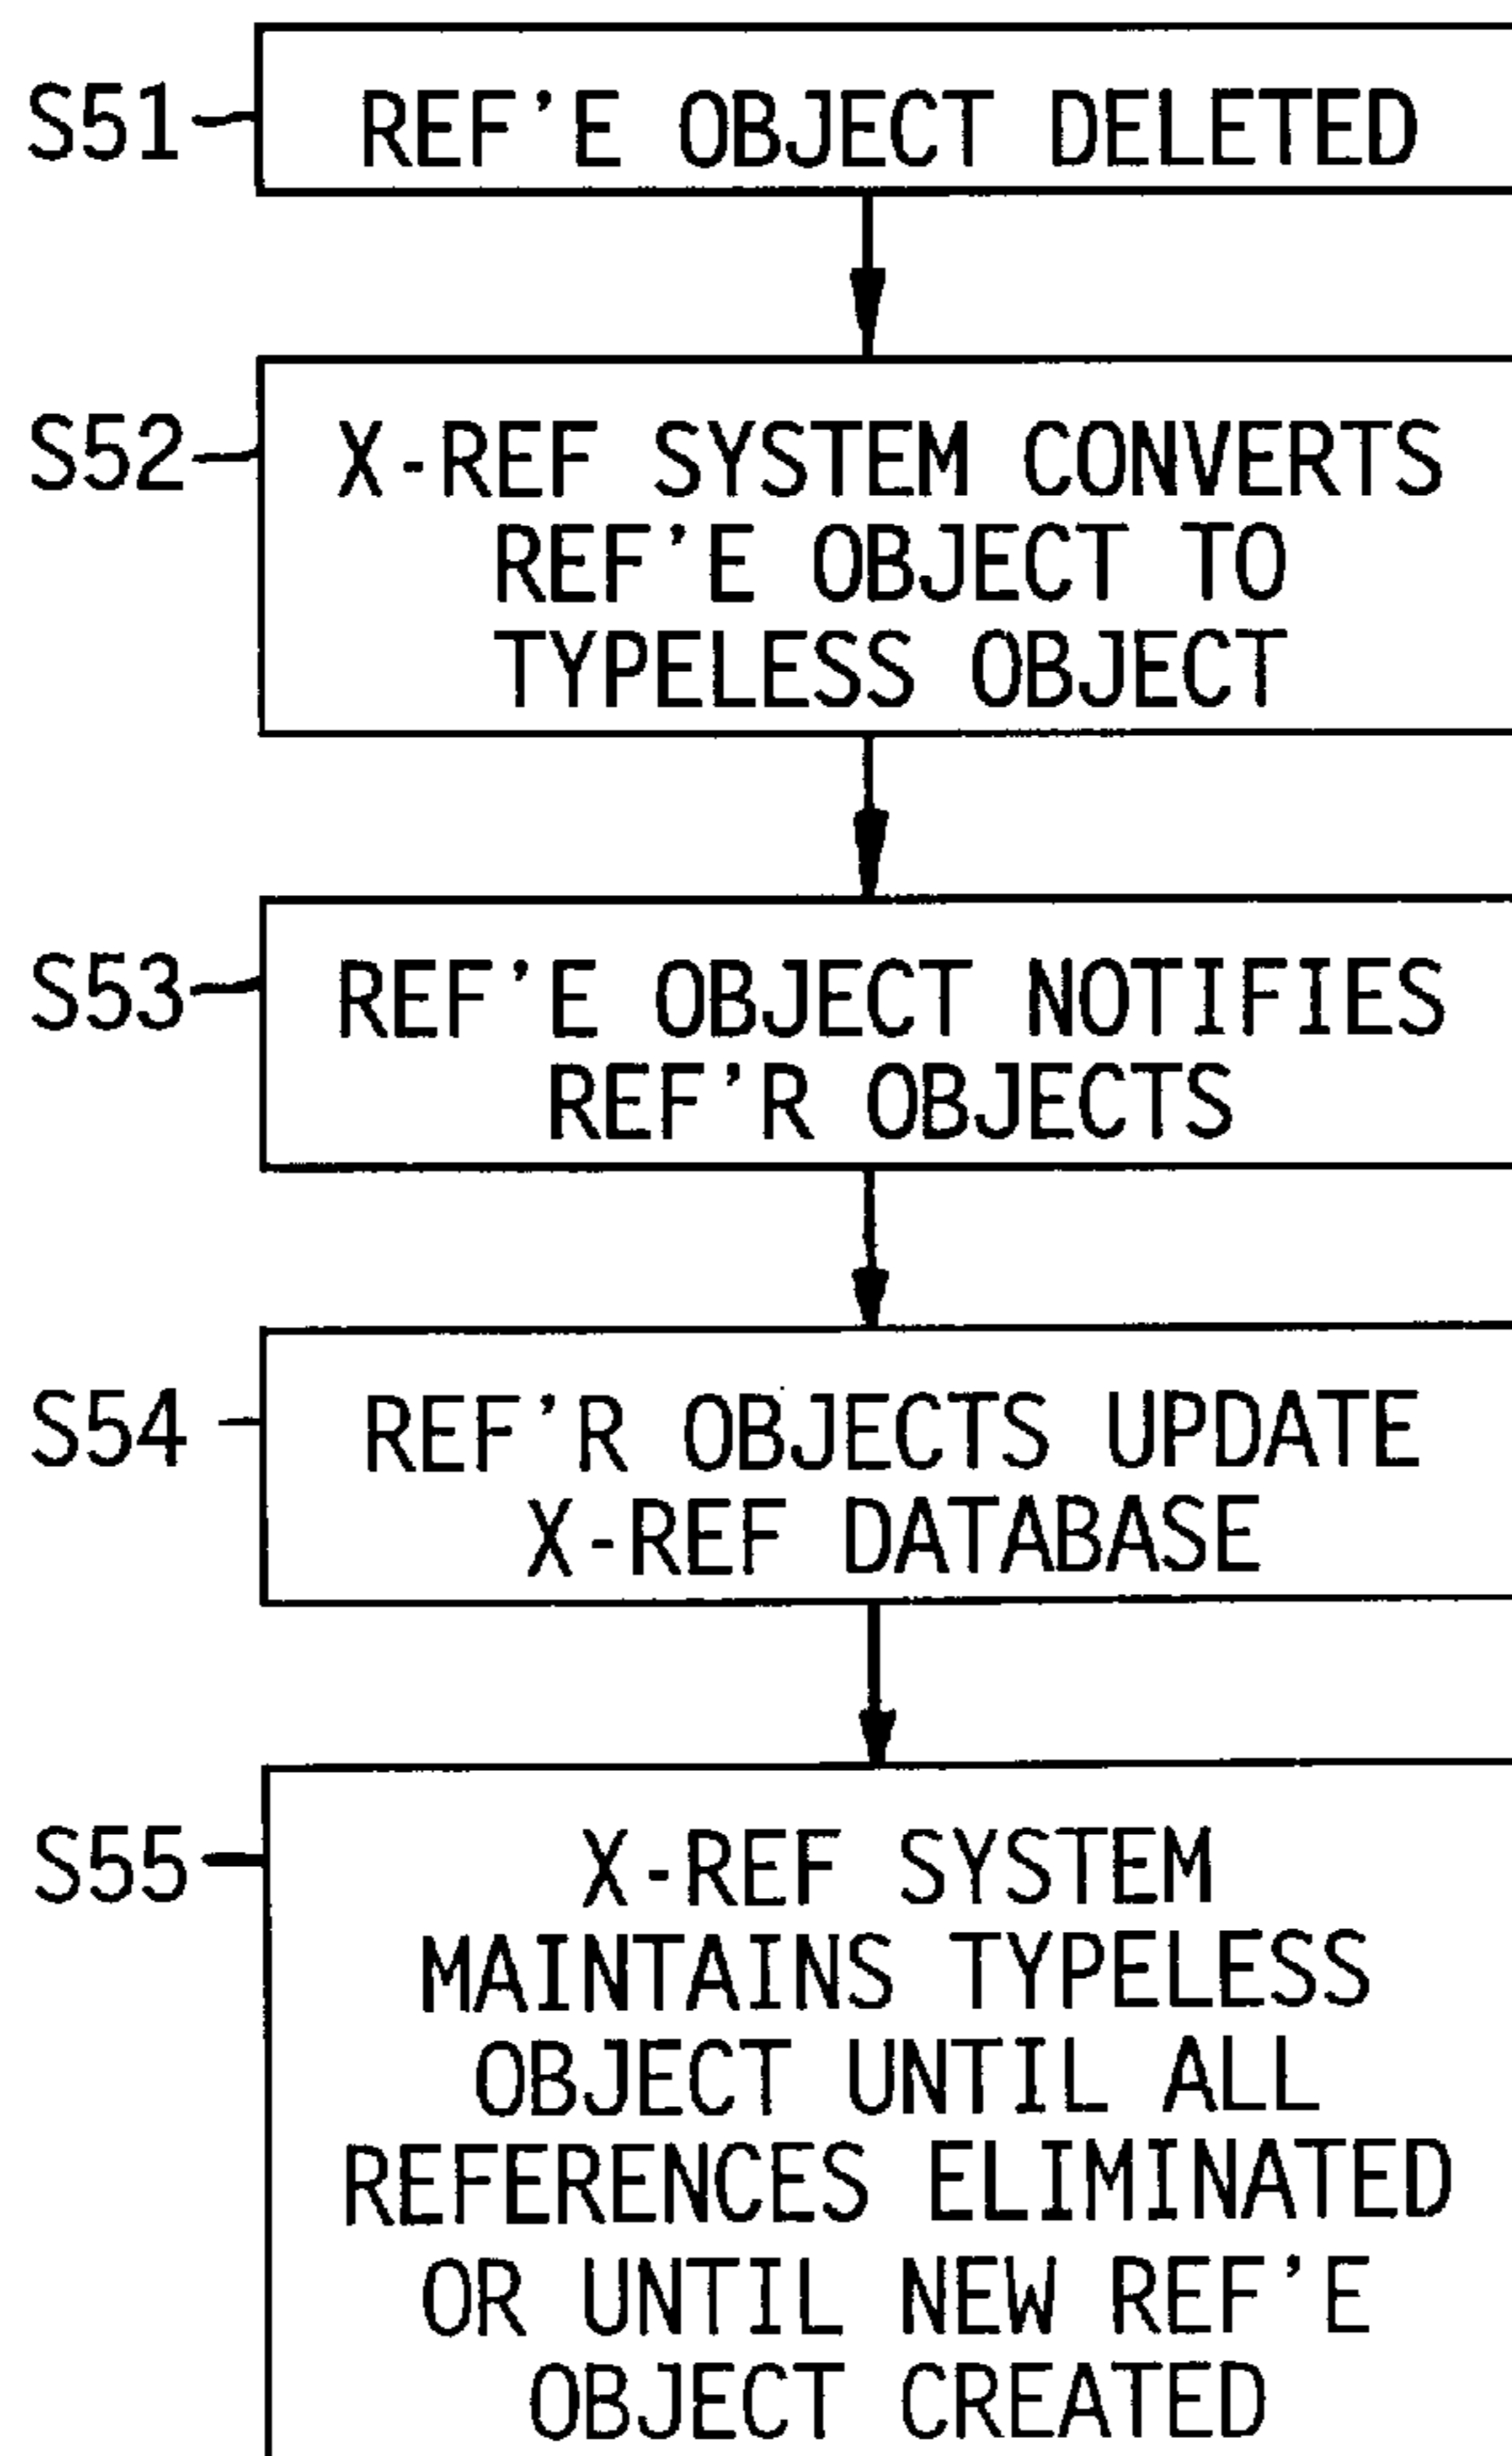 S51
REF'E OBJECT DELETED
S52
X-REF SYSTEM CONVERTS
REF'E OBJECT TO
TYPELESS OBJECT
S53
REF'E OBJECT NOTIFIES
REF'R OBJECTS
S54
REF'R OBJECTS UPDATE
X-REF DATABASE
S55
X-REF SYSTEM
MAINTAINS TYPELESS
OBJECT UNTIL ALL
REFERENCES ELIMINATED
OR UNTIL NEW REF'E
OBJECT CREATED